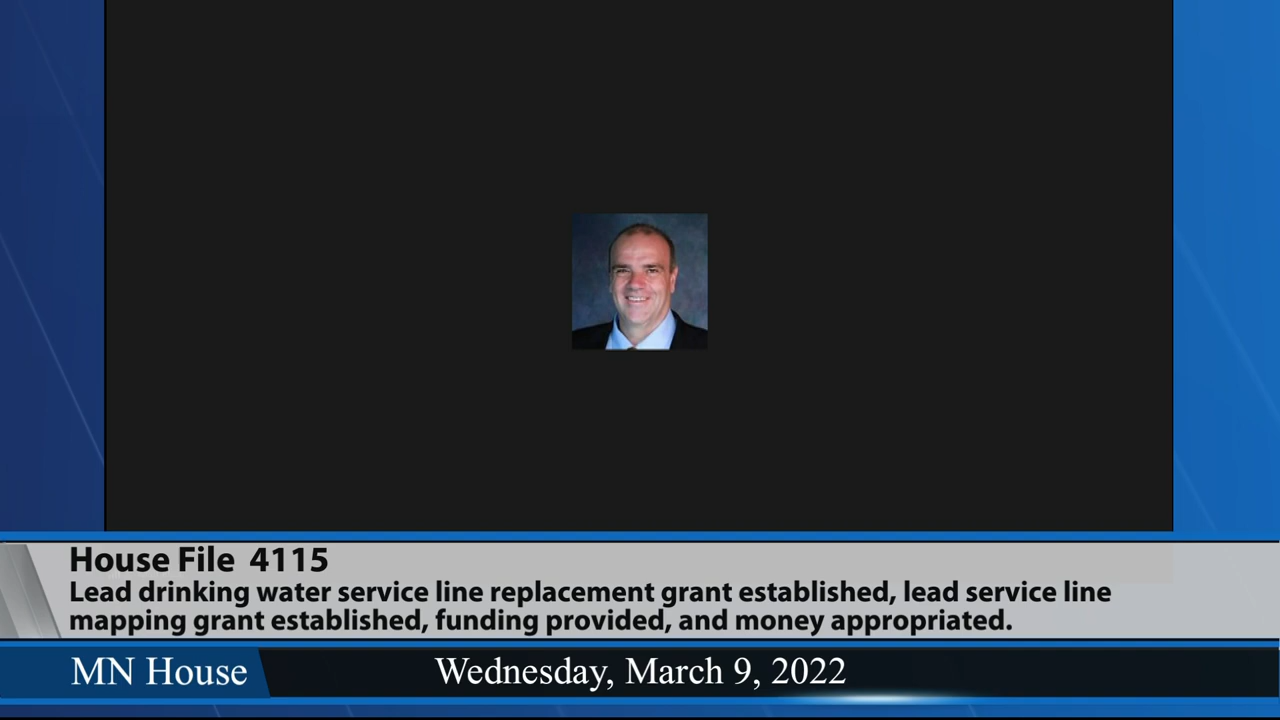 House File 4115
Lead drinking water service line replacement grant established, lead service line
mapping grant established, funding provided, and money appropriated.
MN House
Wednesday, March 9, 2022